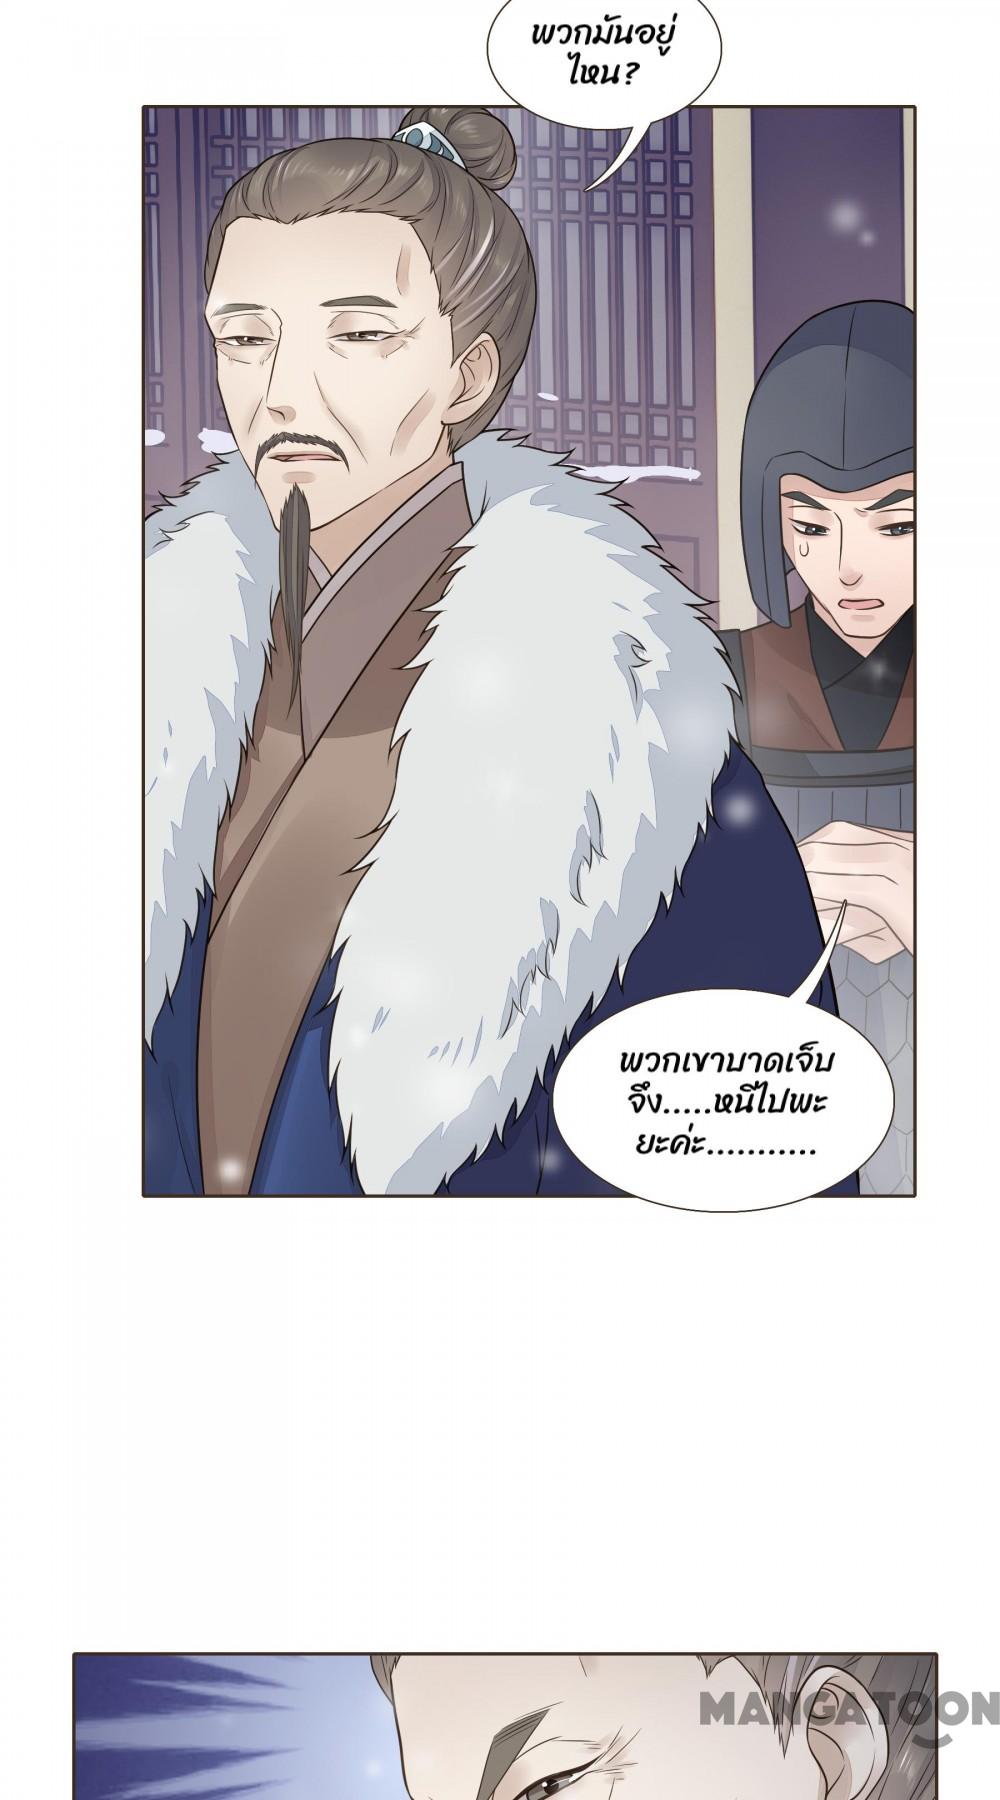 พวกมันอยู่
ไหน?
พวกเขาบาดเจ็บ
จึง.....หนีไปพะ
ยะค่ะ...........
MANGATOON